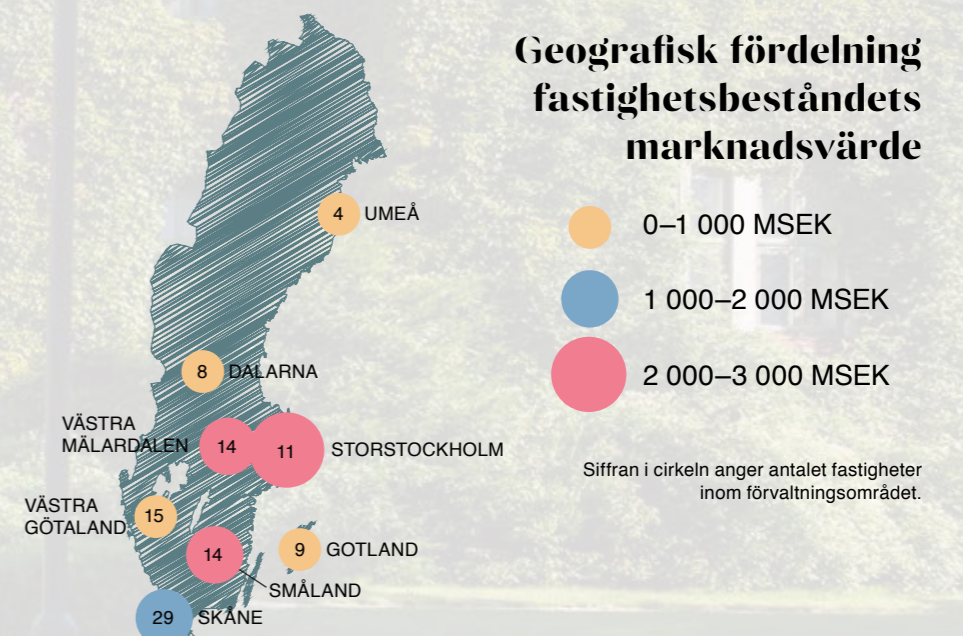 Geografisk fördelning
fastighetsbeståndets
marknadsvärde
0–1 000 MSEK
1 000–2 000 MSEK
2 000–3 000 MSEK
Siffran i cirkeln anger antalet fastigheter
inom förvaltningsområdet.
4 UMEÅ
8 DALARNA
VÄSTRA
MÄLARDALEN 14
11 STORSTOCKHOLM
VÄSTRA
GÖTALAND 15
9 GOTLAND
14
SMÅLAND
29 SKÅNE